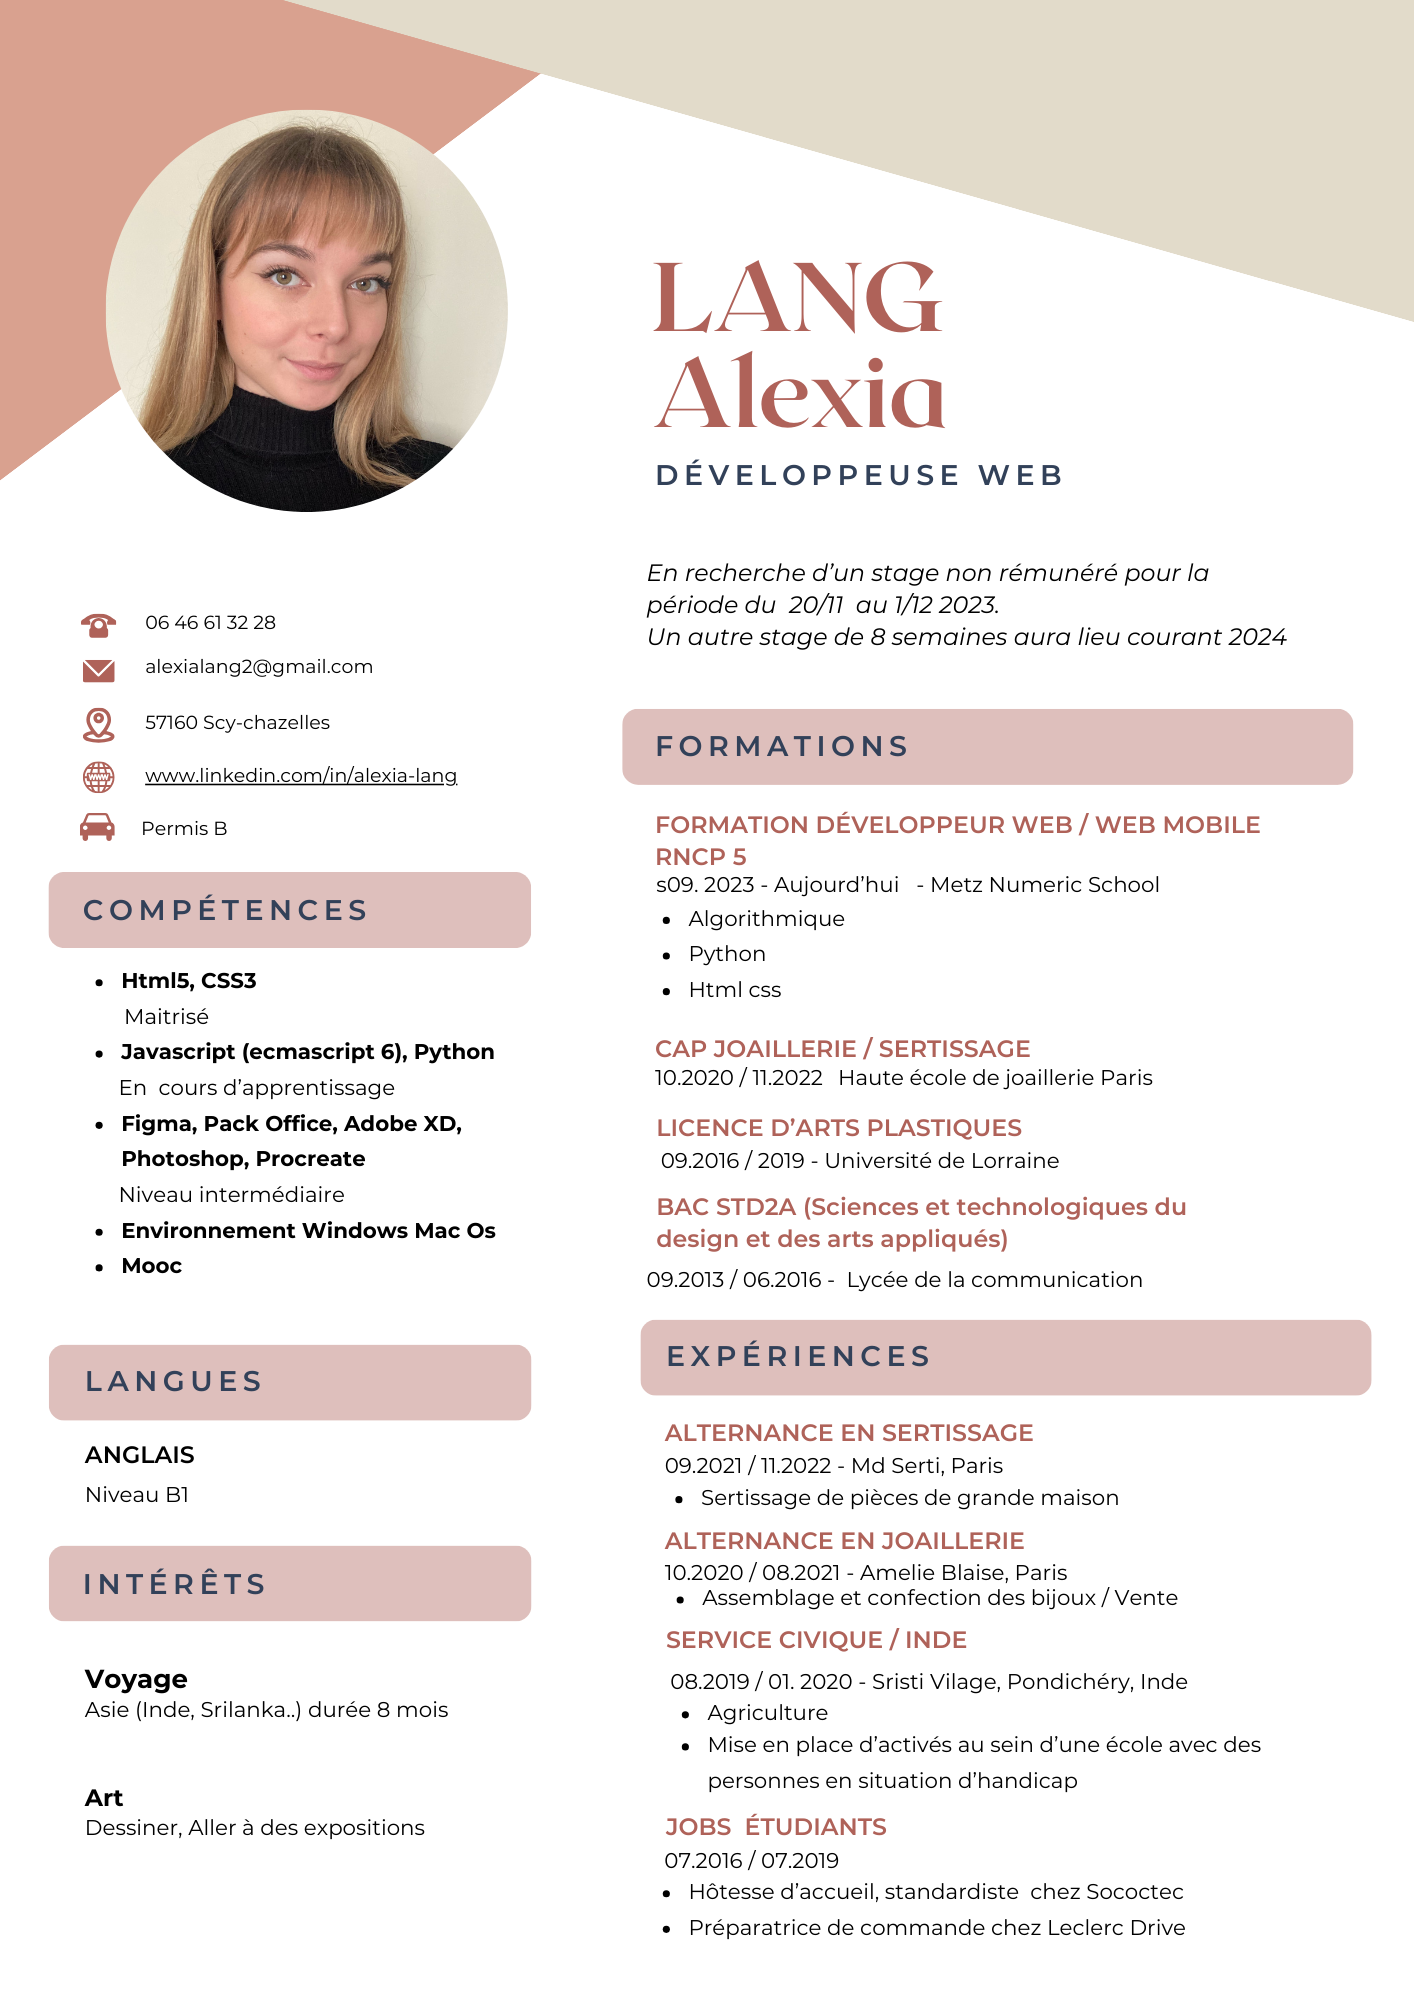 LANG
Alexia
DÉVELOPPEUSE WEB
En recherche d’un stage non rémunéré pour la
période du  20/11  au 1/12 2023.
Un autre stage de 8 semaines aura lieu courant 2024
06 46 61 32 28
alexialang2@gmail.com
57160 Scy-chazelles
www.linkedin.com/in/alexia-lang
Permis B
COMPÉTENCES
• Html5, CSS3
Maitrisé
• Javascript (ecmascript 6), Python
En  cours d’apprentissage
• Figma, Pack Office, Adobe XD,
Photoshop, Procreate
Niveau intermédiaire
• Environnement Windows Mac Os
• Mooc
LANGUES
ANGLAIS
Niveau B1
INTÉRÊTS
Voyage
Asie (Inde, Srilanka..) durée 8 mois
Art
Dessiner, Aller à des expositions
FORMATIONS
FORMATION DÉVELOPPEUR WEB / WEB MOBILE
RNCP 5
s09. 2023 - Aujourd’hui   - Metz Numeric School
• Algorithmique
• Python
• Html css
CAP JOAILLERIE / SERTISSAGE
10.2020 / 11.2022   Haute école de joaillerie Paris
LICENCE D’ARTS PLASTIQUES
09.2016 / 2019 - Université de Lorraine
BAC STD2A (Sciences et technologiques du
design et des arts appliqués)
09.2013 / 06.2016 -  Lycée de la communication
EXPÉRIENCES
ALTERNANCE EN SERTISSAGE
09.2021 / 11.2022 - Md Serti, Paris
• Sertissage de pièces de grande maison
ALTERNANCE EN JOAILLERIE
10.2020 / 08.2021 - Amelie Blaise, Paris
• Assemblage et confection des bijoux / Vente
SERVICE CIVIQUE / INDE
08.2019 / 01. 2020 - Sristi Vilage, Pondichéry, Inde
• Agriculture
• Mise en place d’activés au sein d’une école avec des
personnes en situation d’handicap
JOBS  ÉTUDIANTS
07.2016 / 07.2019
• Hôtesse d’accueil, standardiste  chez Sococtec
• Préparatrice de commande chez Leclerc Drive